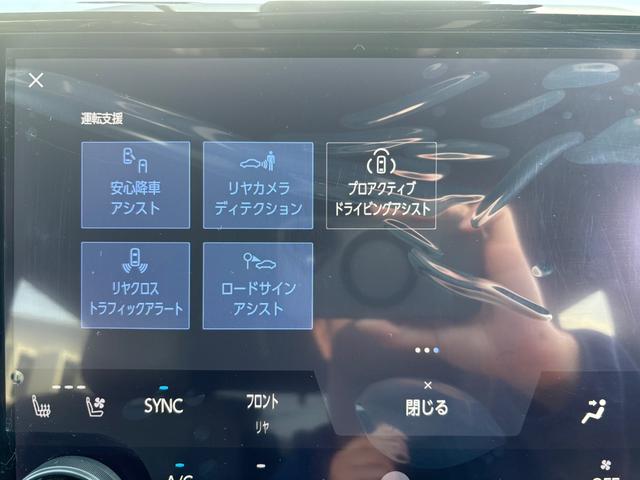 運転支援
安心降車
アシスト
リヤカメラ
ディテクション
プロアクティブ
ドライビングアシスト
リヤクロス
トラフィックアラート
ロードサイン
アシスト
SYNC
フロント
リヤ
× 閉じる
A/C
OFF